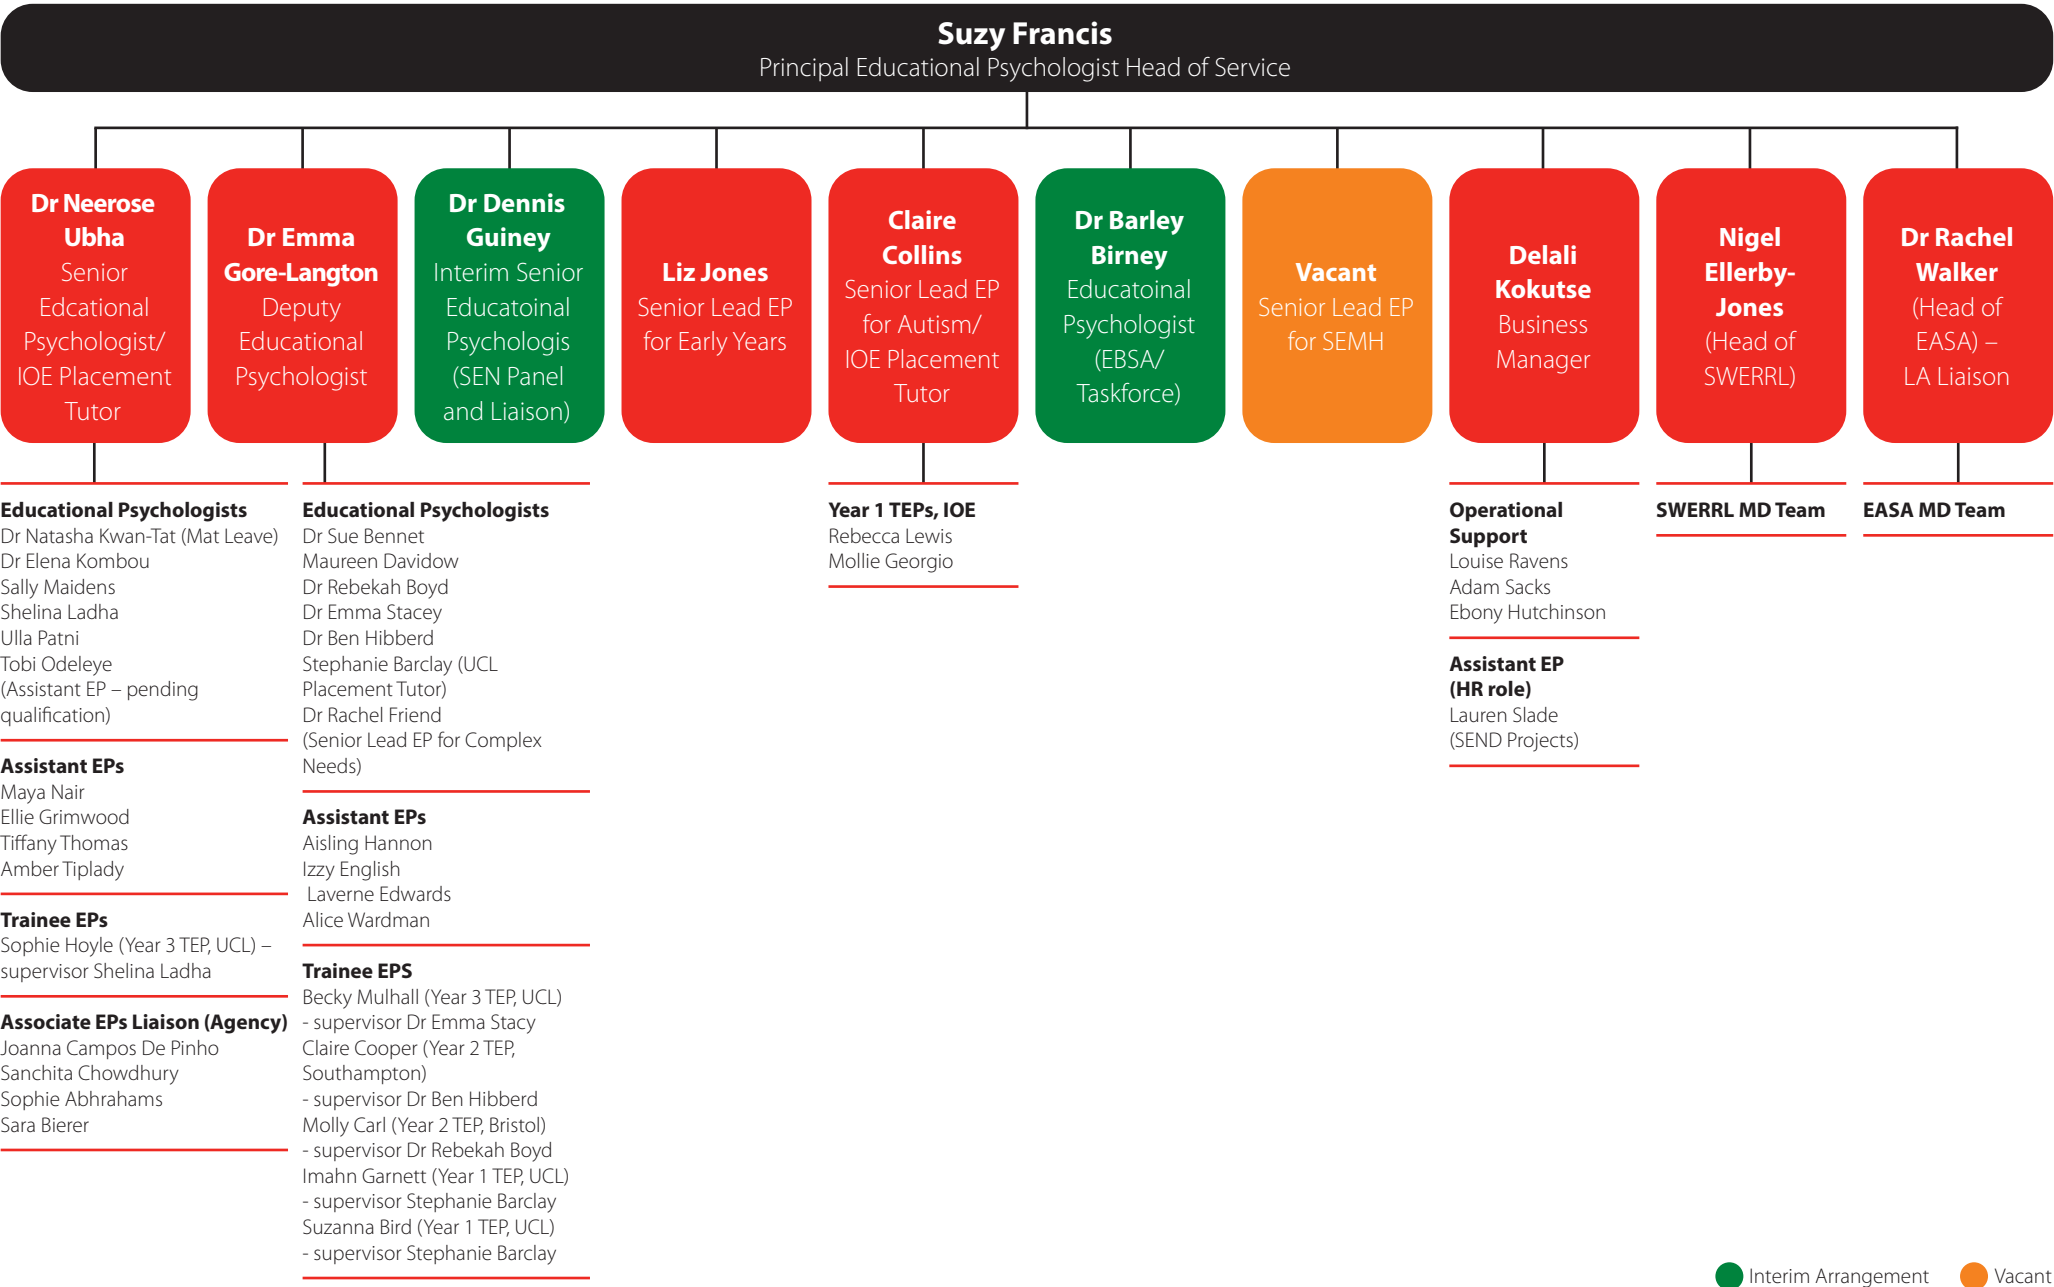 Suzy Francis
Principal Educational Psychologist Head of Service
Dr Neerose
Ubha
Senior
Edcational
Psychologist/
IOE Placement
Tutor
Dr Emma
Gore-Langton
Deputy
Educational
Psychologist
Dr Dennis
Guiney
Interim Senior
Educatoinal
Psychologis
(SEN Panel
and Liaison)
Liz Jones
Senior Lead EP
for Early Years
Claire
Collins
Senior Lead EP
for Autism/
IOE Placement
Tutor
Dr Barley
Birney
Educatoinal
Psychologist
(EBSA/
Taskforce)
Vacant
Senior Lead EP
for SEMH
Delali
Kokutse
Business
Manager
Nigel
Ellerby-
Jones
(Head of
SWERRL)
Dr Rachel
Walker
(Head of
EASA) –
LA Liaison
Educational Psychologists
Dr Natasha Kwan-Tat (Mat Leave)
Dr Elena Kombou
Sally Maidens
Shelina Ladha
Ulla Patni
Tobi Odeleye
(Assistant EP – pending
qualification)
Assistant EPs
Maya Nair
Ellie Grimwood
Tiffany Thomas
Amber Tiplady
Trainee EPs
Sophie Hoyle (Year 3 TEP, UCL) –
supervisor Shelina Ladha
Associate EPs Liaison (Agency)
Joanna Campos De Pinho
Sanchita Chowdhury
Sophie Abhrahams
Sara Bierer
Educational Psychologists
Dr Sue Bennet
Maureen Davidow
Dr Rebekah Boyd
Dr Emma Stacey
Dr Ben Hibberd
Stephanie Barclay (UCL
Placement Tutor)
Dr Rachel Friend
(Senior Lead EP for Complex
Needs)
Assistant EPs
Aisling Hannon
Izzy English
Laverne Edwards
Alice Wardman
Trainee EPS
Becky Mulhall (Year 3 TEP, UCL)
- supervisor Dr Emma Stacy
Claire Cooper (Year 2 TEP,
Southampton)
- supervisor Dr Ben Hibberd
Molly Carl (Year 2 TEP, Bristol)
- supervisor Dr Rebekah Boyd
Imahn Garnett (Year 1 TEP, UCL)
- supervisor Stephanie Barclay
Suzanna Bird (Year 1 TEP, UCL)
- supervisor Stephanie Barclay
Year 1 TEPs, IOE
Rebecca Lewis
Mollie Georgio
Operational
Support
Louise Ravens
Adam Sacks
Ebony Hutchinson
Assistant EP
(HR role)
Lauren Slade
(SEND Projects)
SWERRL MD Team
EASA MD Team
Interim Arrangement
Vacant